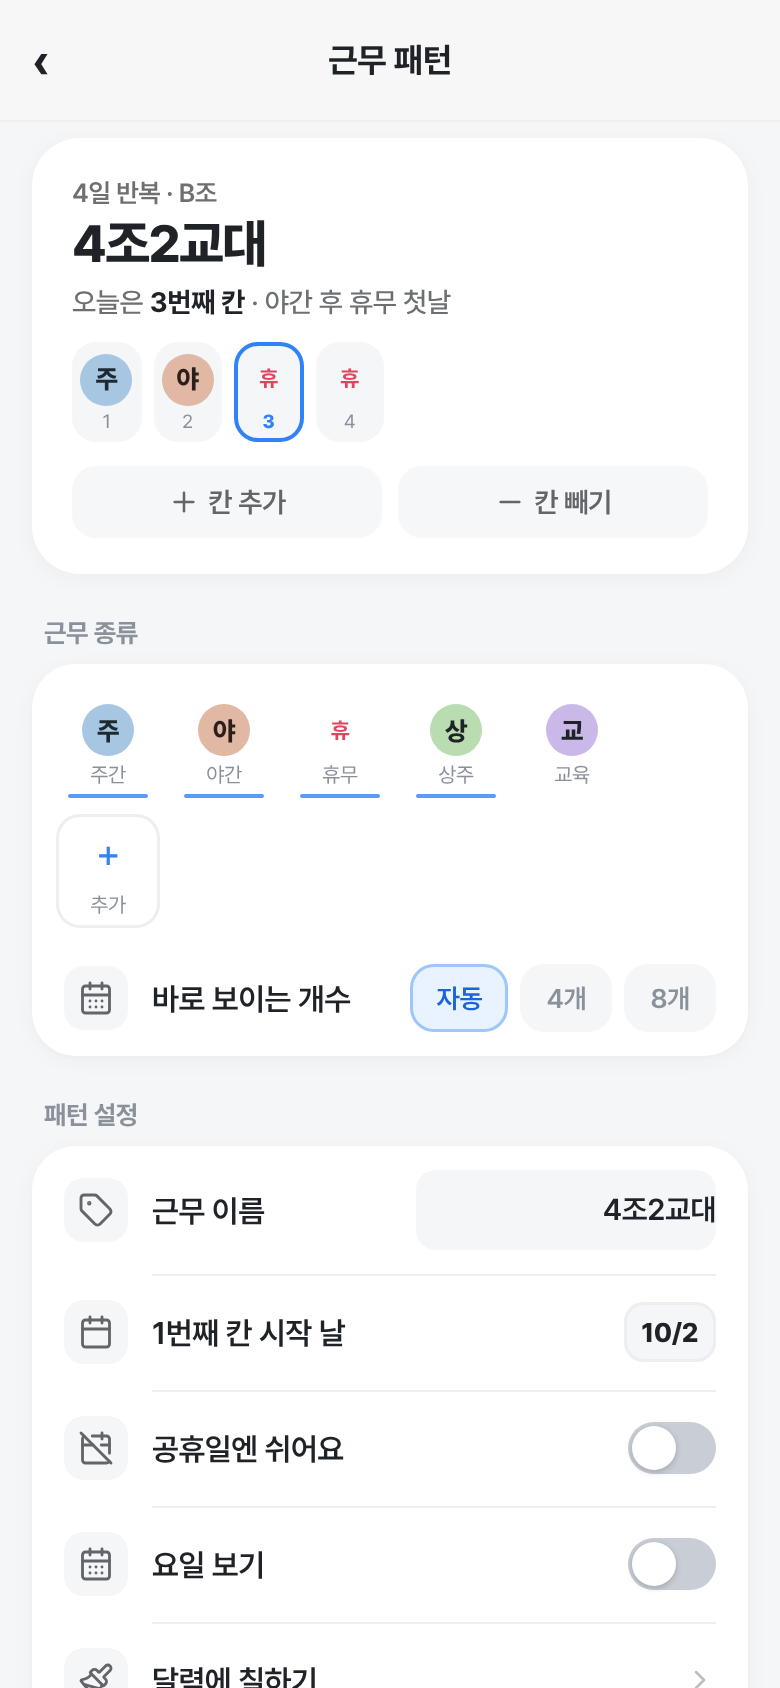 근무 패턴
4일 반복 · B조
4조2교대
오늘은 3번째 칸 · 야간 후 휴무 첫날
주 야 휴 휴
1 2 3 4
+ 칸 추가 − 칸 빼기
근무 종류
주 야 휴 상 교
주간 야간 휴무 상주 교육
+
추가
바로 보이는 개수 자동 4개 8개
패턴 설정
근무 이름 4조2교대
1번째 칸 시작 날 10/2
공휴일엔 쉬어요
요일 보기
달력에 칠하기